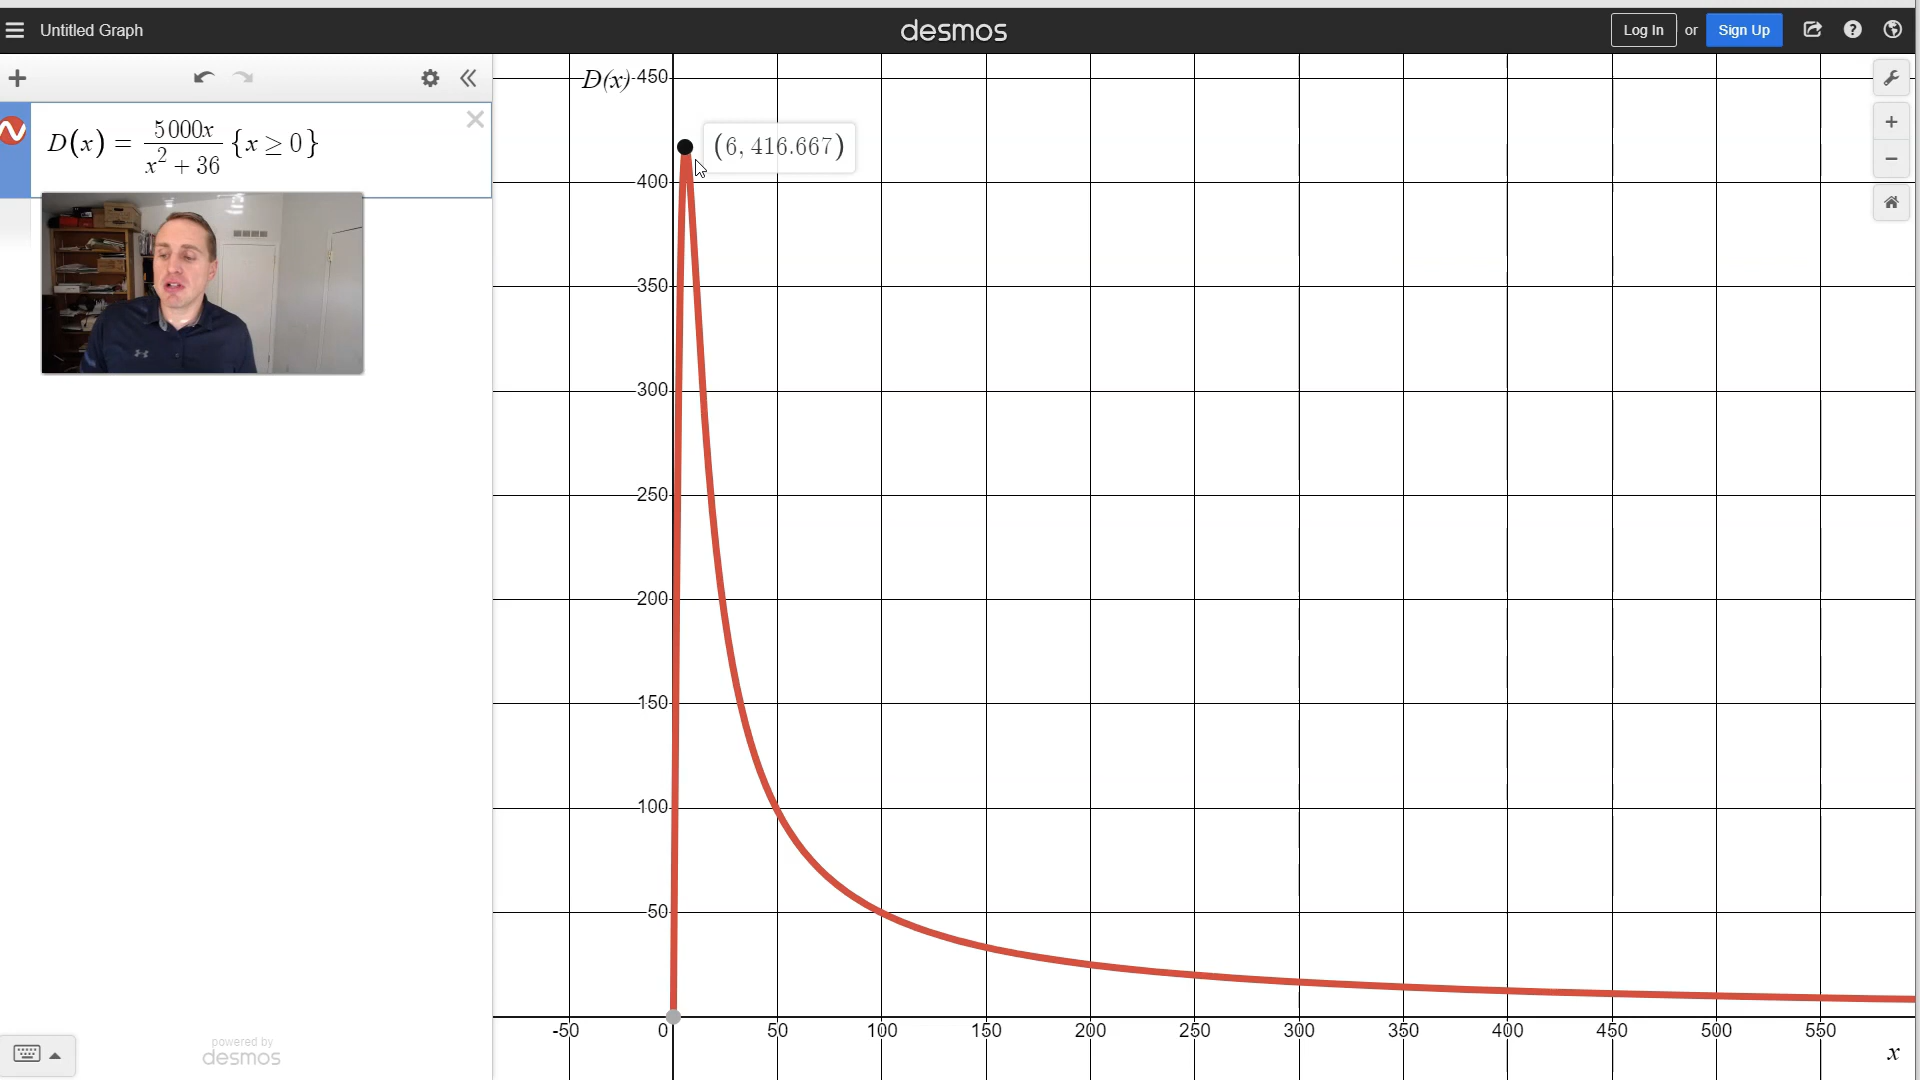 Untitled Graph
desmos
Log In or Sign Up
D(x) = 5000x / x² + 36 {x ≥ 0}
D(x)
450
(6, 416.667)
400
350
300
250
200
150
100
50
-50 0 50 100 150 200 250 300 350 400 450 500 550
x
powered by
desmos